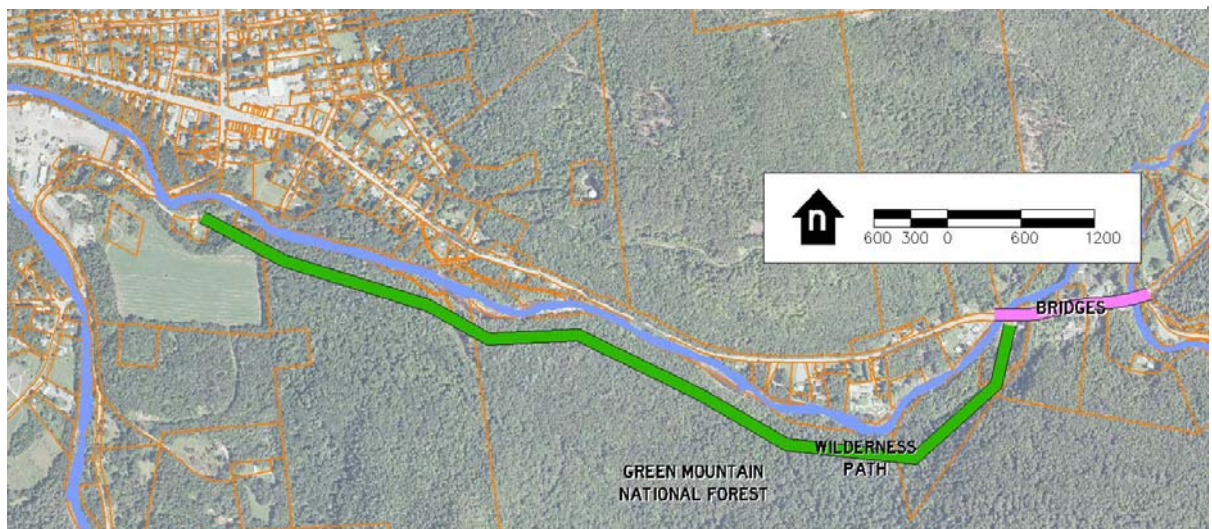 n
600 300 0 600 1200
BRIDGES
WILDERNESS
PATH
GREEN MOUNTAIN
NATIONAL FOREST